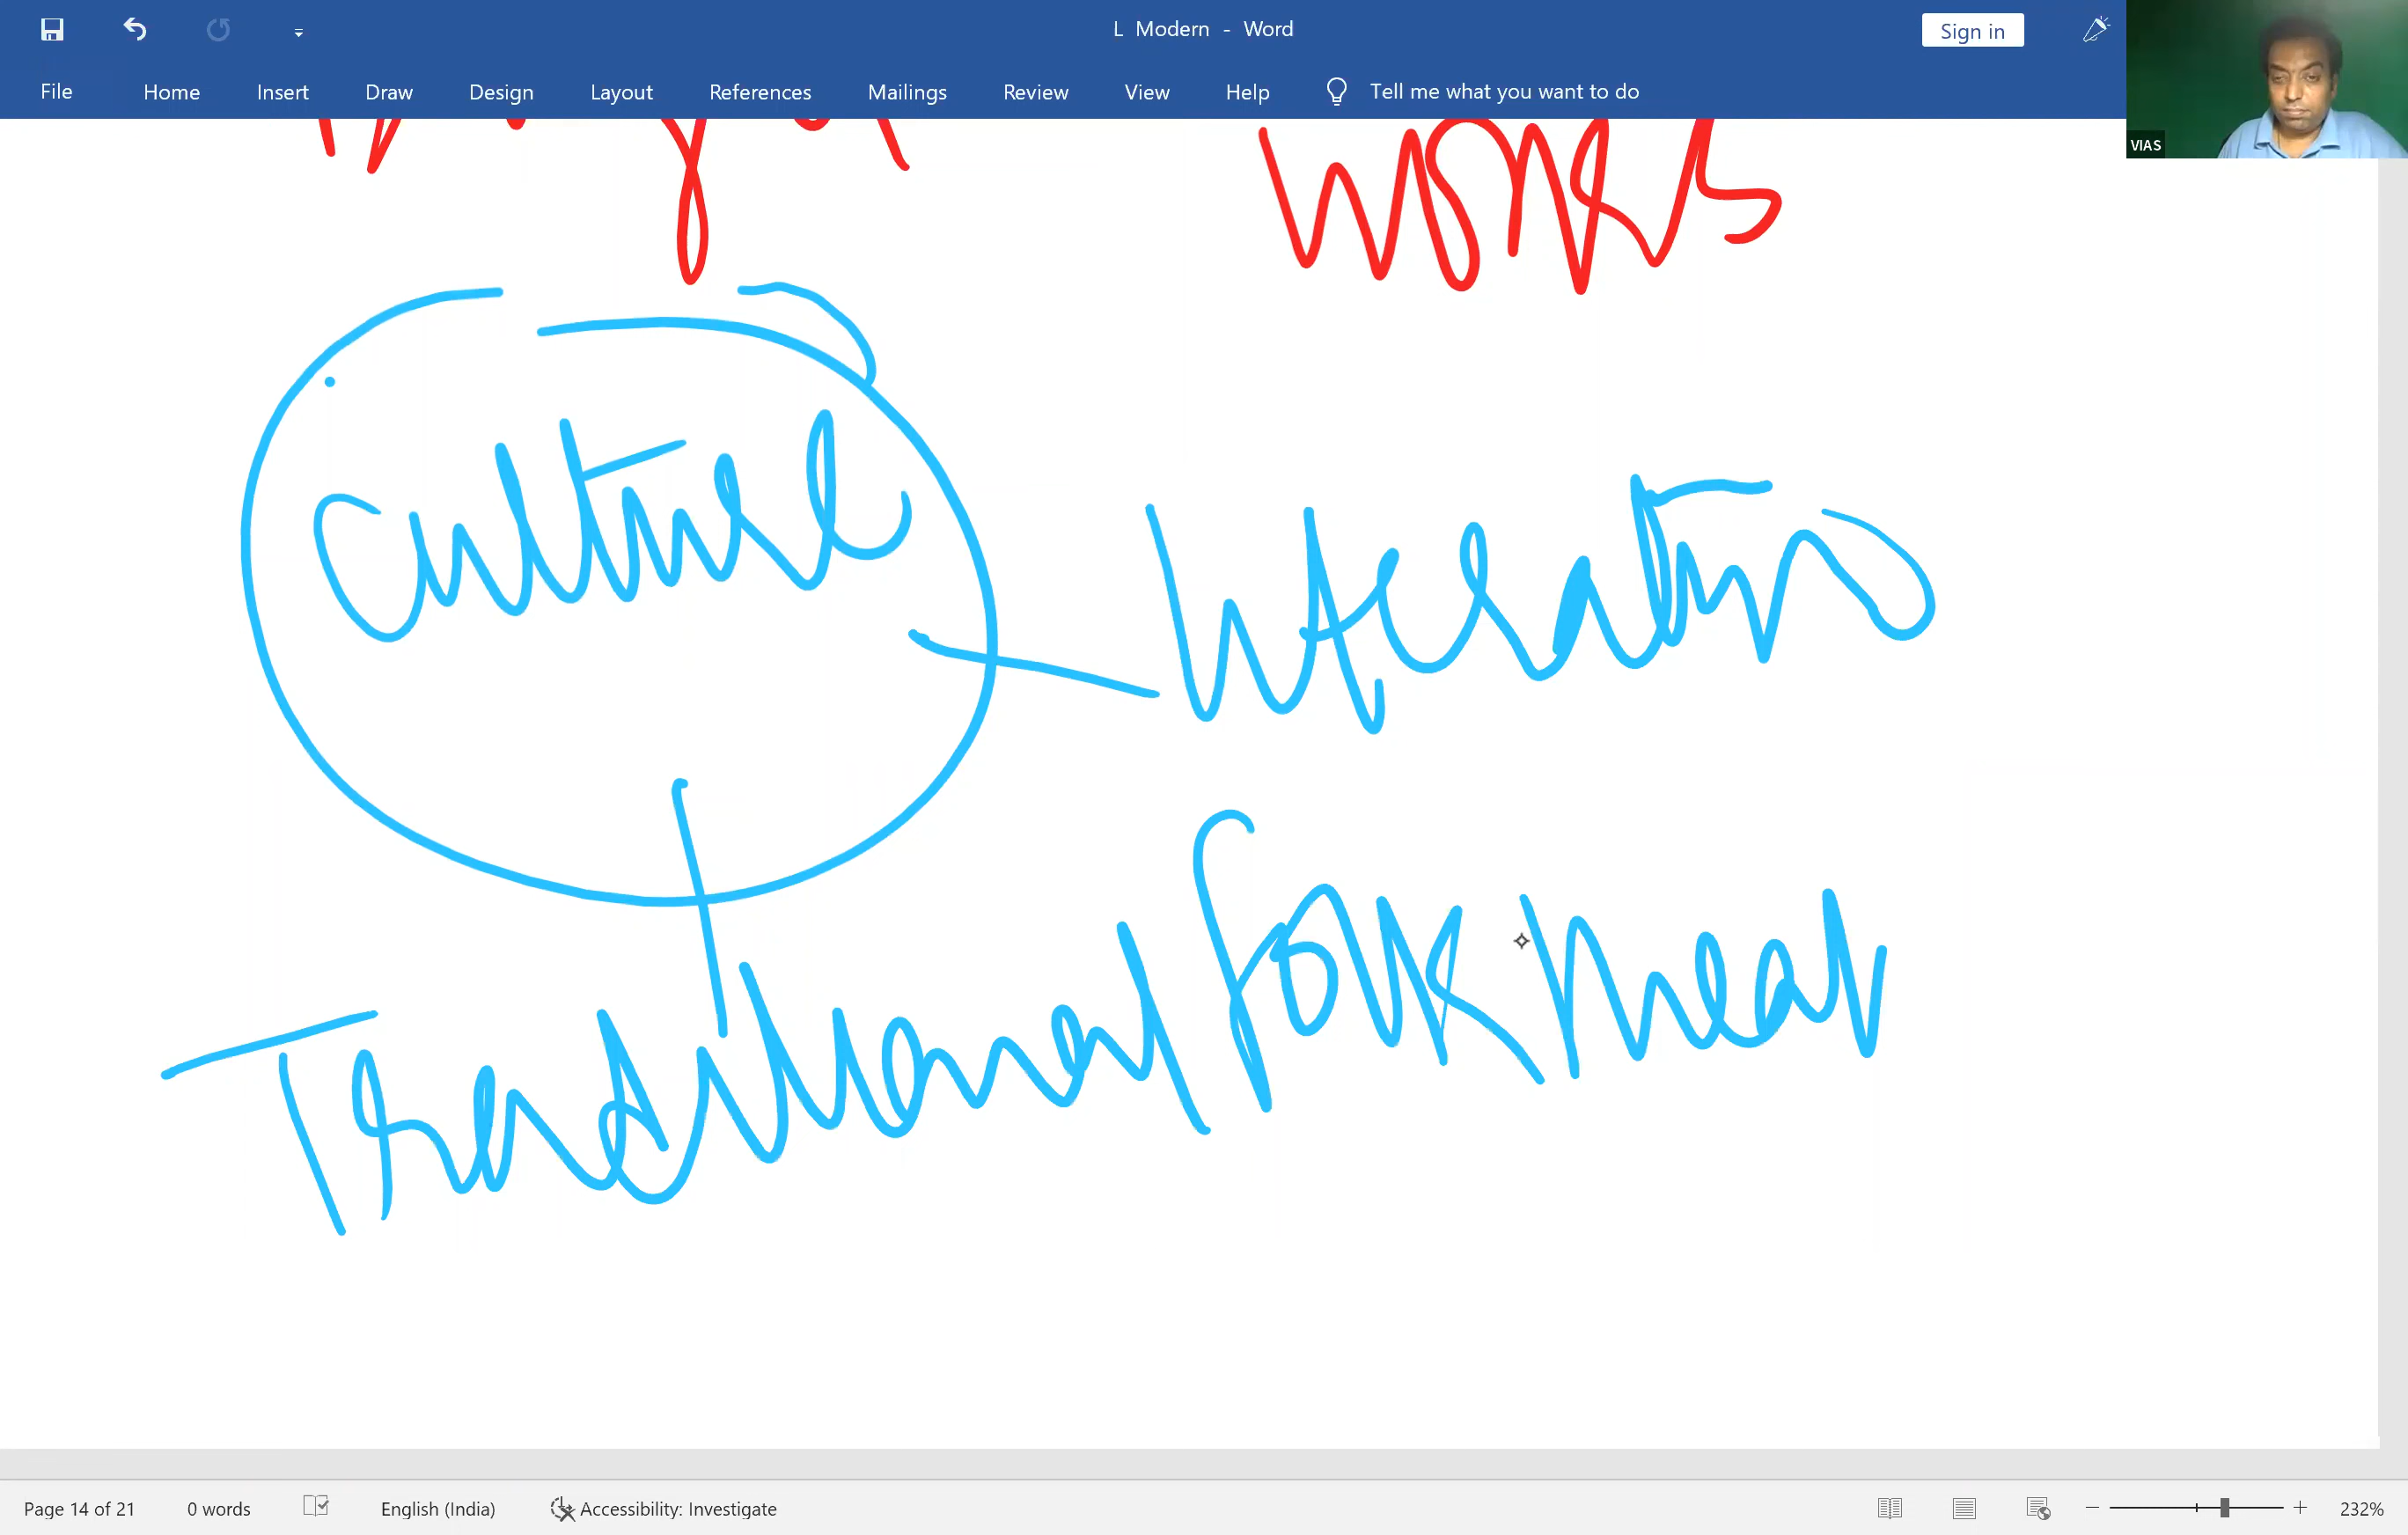 L Modern - Word
Sign in
File Home Insert Draw Design Layout References Mailings Review View Help Tell me what you want to do
VIAS
works
Culture
Traditional Folk
Page 14 of 21 0 words English (India) Accessibility: Investigate 232%